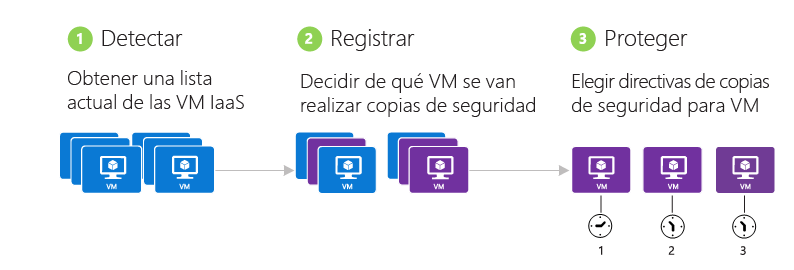 1 Detectar
Obtener una lista
actual de las VM IaaS
2 Registrar
Decidir de qué VM se van
realizar copias de seguridad
3 Proteger
Elegir directivas de copias
de seguridad para VM
VM
VM
VM
VM
VM
VM
VM
1
2
3